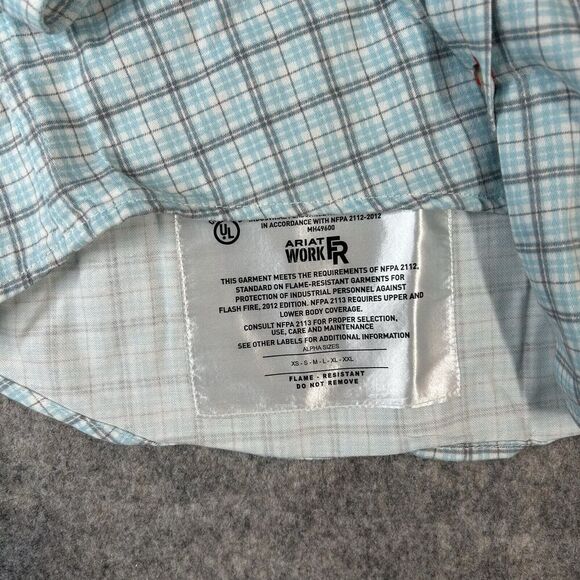 UL
IN ACCORDANCE WITH NFPA 2112-2012
MH49600
ARIAT
WORK FR
THIS GARMENT MEETS THE REQUIREMENTS OF NFPA 2112,
STANDARD ON FLAME-RESISTANT GARMENTS FOR
PROTECTION OF INDUSTRIAL PERSONNEL AGAINST
FLASH FIRE, 2012 EDITION. NFPA 2113 REQUIRES UPPER AND
LOWER BODY COVERAGE.
CONSULT NFPA 2113 FOR PROPER SELECTION,
USE, CARE AND MAINTENANCE
SEE OTHER LABELS FOR ADDITIONAL INFORMATION
ALPHA SIZES
XS - S - M - L - XL - XXL
FLAME - RESISTANT
DO NOT REMOVE